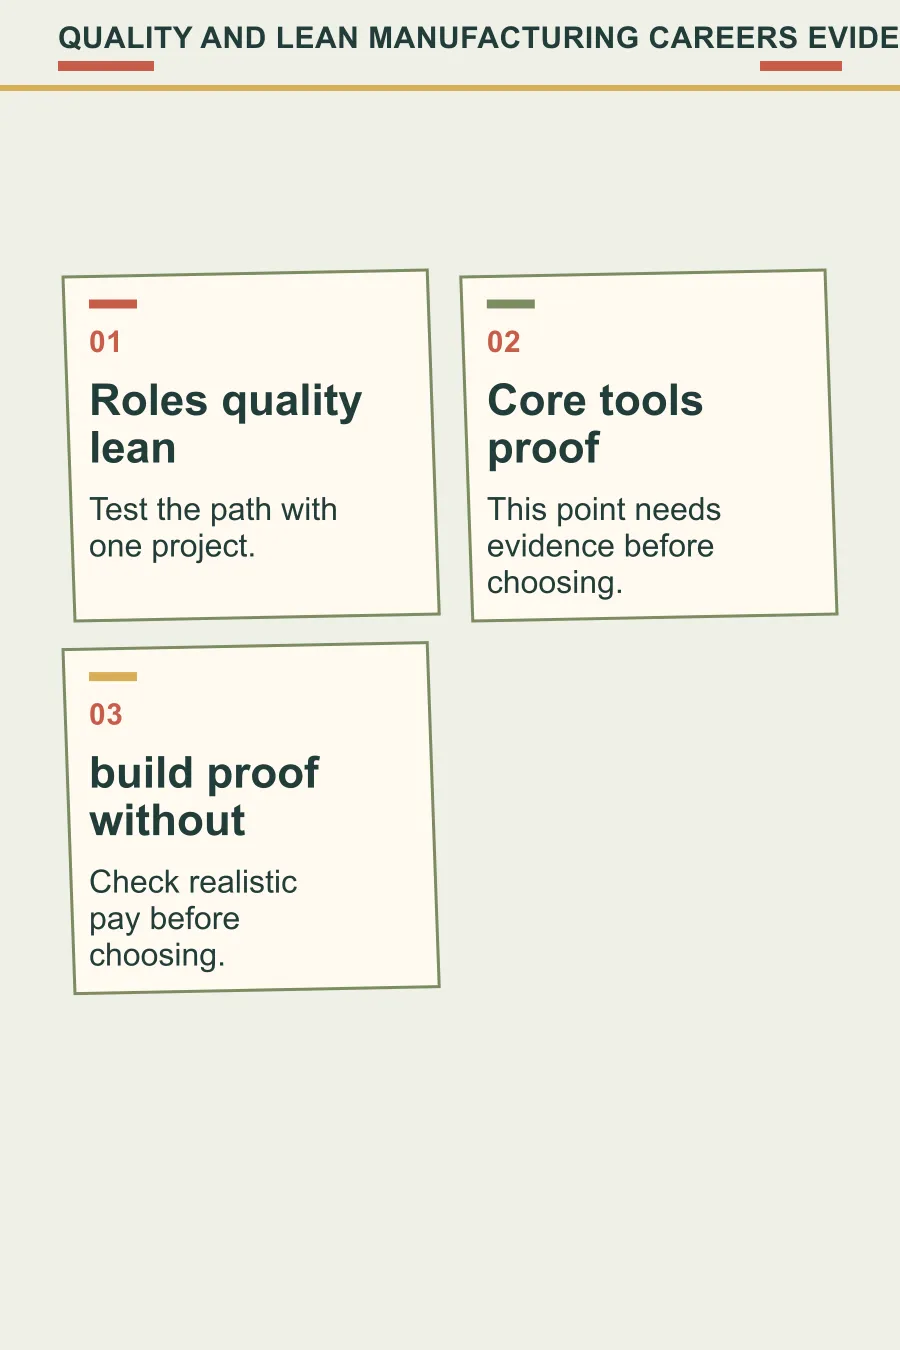 QUALITY AND LEAN MANUFACTURING CAREERS EVIDE
01
Roles quality
lean
Test the path with
one project.
02
Core tools
proof
This point needs
evidence before
choosing.
03
build proof
without
Check realistic
pay before
choosing.